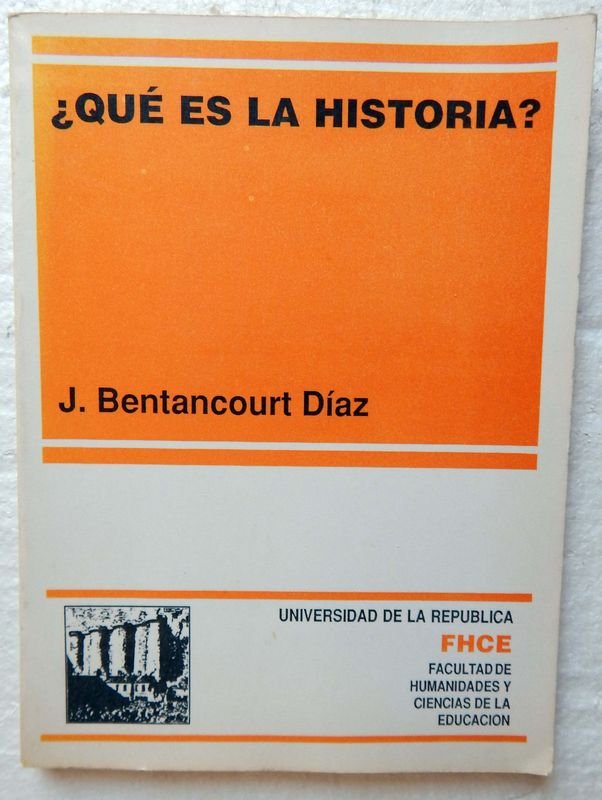 ¿QUÉ ES LA HISTORIA?
J. Bentancourt Díaz
UNIVERSIDAD DE LA REPUBLICA
FHCE
FACULTAD DE
HUMANIDADES Y
CIENCIAS DE LA
EDUCACION